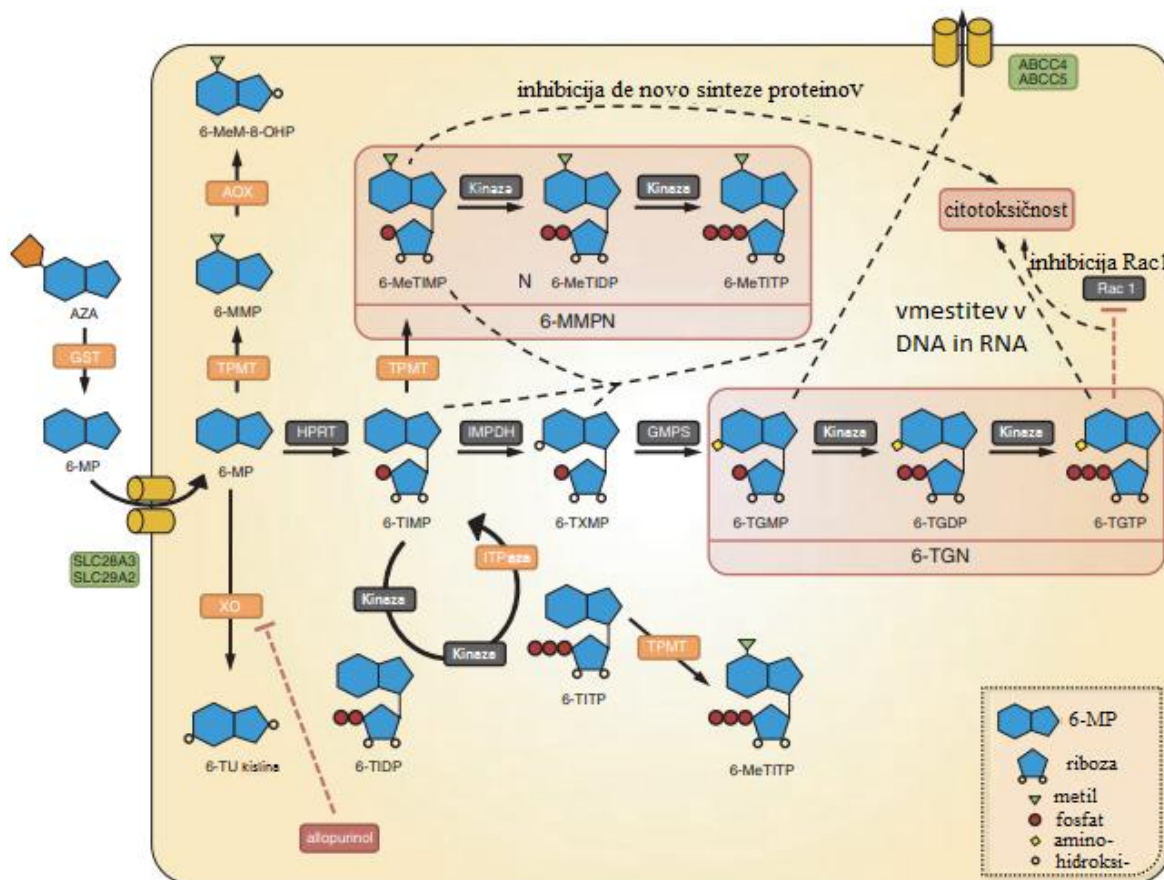 ABCC4
ABCC5
6-MeM-8-OHP
inhibicija de novo sinteze proteinov
AOX
Kinaza
Kinaza
citotoksičnost
AZA
6-MMP
6-MeTIMP
N
6-MeTIDP
6-MeTITP
inhibicija Rac1
Rac 1
6-MMPN
vmestitev v
DNA in RNA
GST
TPMT
TPMT
6-MP
6-MP
HPRT
IMPDH
GMPS
Kinaza
Kinaza
6-TIMP
6-TXMP
6-TGMP
6-TGDP
6-TGTP
6-TGN
SLC28A3
SLC29A2
ITPaza
Kinaza
XO
Kinaza
TPMT
6-TITP
6-TU kislina
6-TIDP
6-MeTITP
allopurinol
6-MP
riboza
metil
fosfat
amino-
hidroksi-